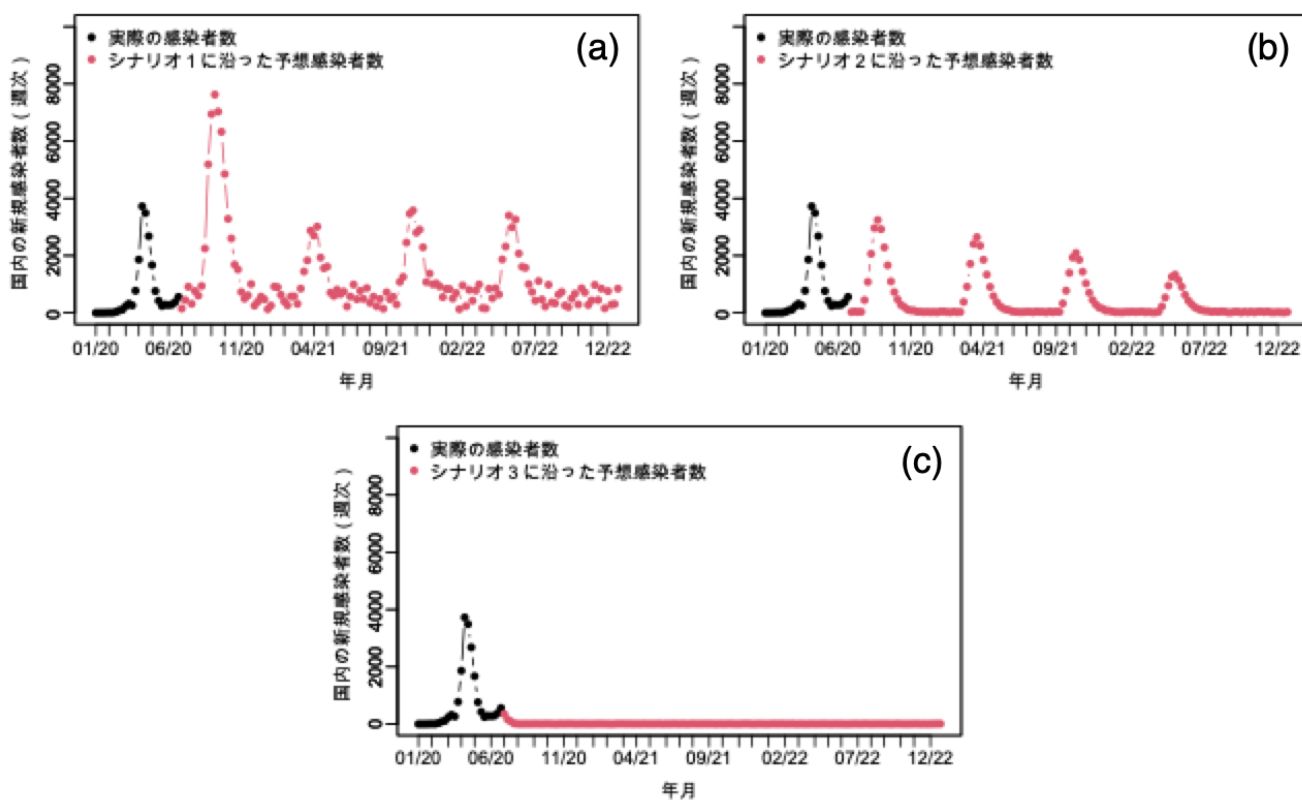 実際の感染者数
シナリオ1に沿った予想感染者数
(a)
国内の新規感染者数(週次)
8000
6000
4000
2000
0
01/20 06/20 11/20 04/21 09/21 02/22 07/22 12/22
年月
実際の感染者数
シナリオ2に沿った予想感染者数
(b)
国内の新規感染者数(週次)
8000
6000
4000
2000
0
01/20 06/20 11/20 04/21 09/21 02/22 07/22 12/22
年月
実際の感染者数
シナリオ3に沿った予想感染者数
(c)
国内の新規感染者数(週次)
8000
6000
4000
2000
0
01/20 06/20 11/20 04/21 09/21 02/22 07/22 12/22
年月